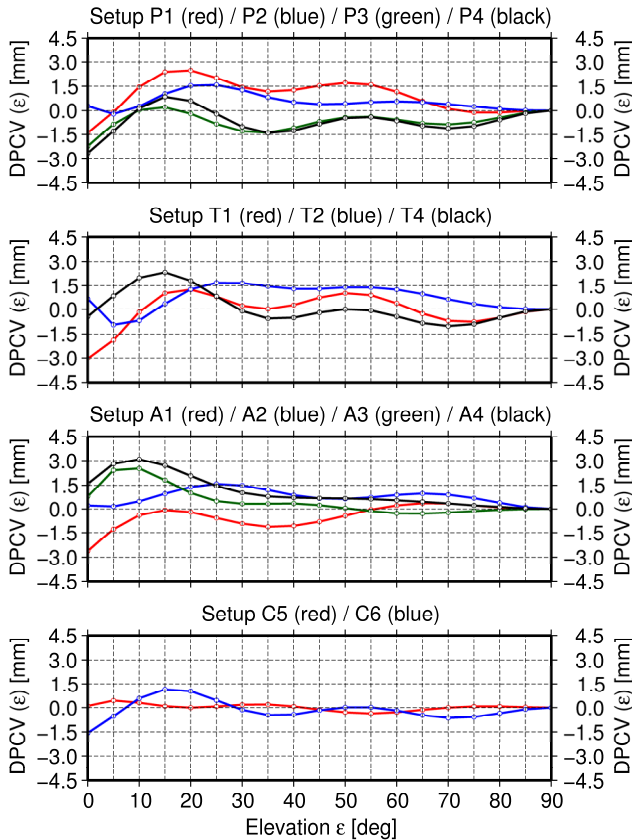 Setup P1 (red) / P2 (blue) / P3 (green) / P4 (black)
4.5 4.5
3.0 3.0
1.5 1.5
0.0 0.0
−1.5 −1.5
−3.0 −3.0
−4.5 −4.5
DPCV (ε) [mm]
DPCV (ε) [mm]
Setup T1 (red) / T2 (blue) / T4 (black)
4.5 4.5
3.0 3.0
1.5 1.5
0.0 0.0
−1.5 −1.5
−3.0 −3.0
−4.5 −4.5
DPCV (ε) [mm]
DPCV (ε) [mm]
Setup A1 (red) / A2 (blue) / A3 (green) / A4 (black)
4.5 4.5
3.0 3.0
1.5 1.5
0.0 0.0
−1.5 −1.5
−3.0 −3.0
−4.5 −4.5
DPCV (ε) [mm]
DPCV (ε) [mm]
Setup C5 (red) / C6 (blue)
4.5 4.5
3.0 3.0
1.5 1.5
0.0 0.0
−1.5 −1.5
−3.0 −3.0
−4.5 −4.5
DPCV (ε) [mm]
DPCV (ε) [mm]
0 10 20 30 40 50 60 70 80 90
Elevation ε [deg]